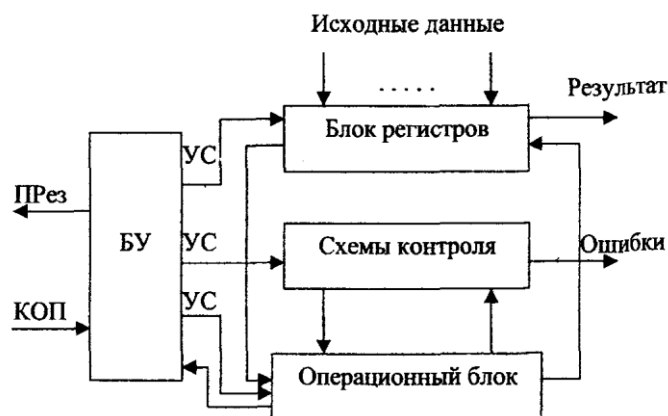 Исходные данные
.....
Результат
Блок регистров
УС
ПРез
БУ
УС
Схемы контроля
Ошибки
КОП
УС
Операционный блок